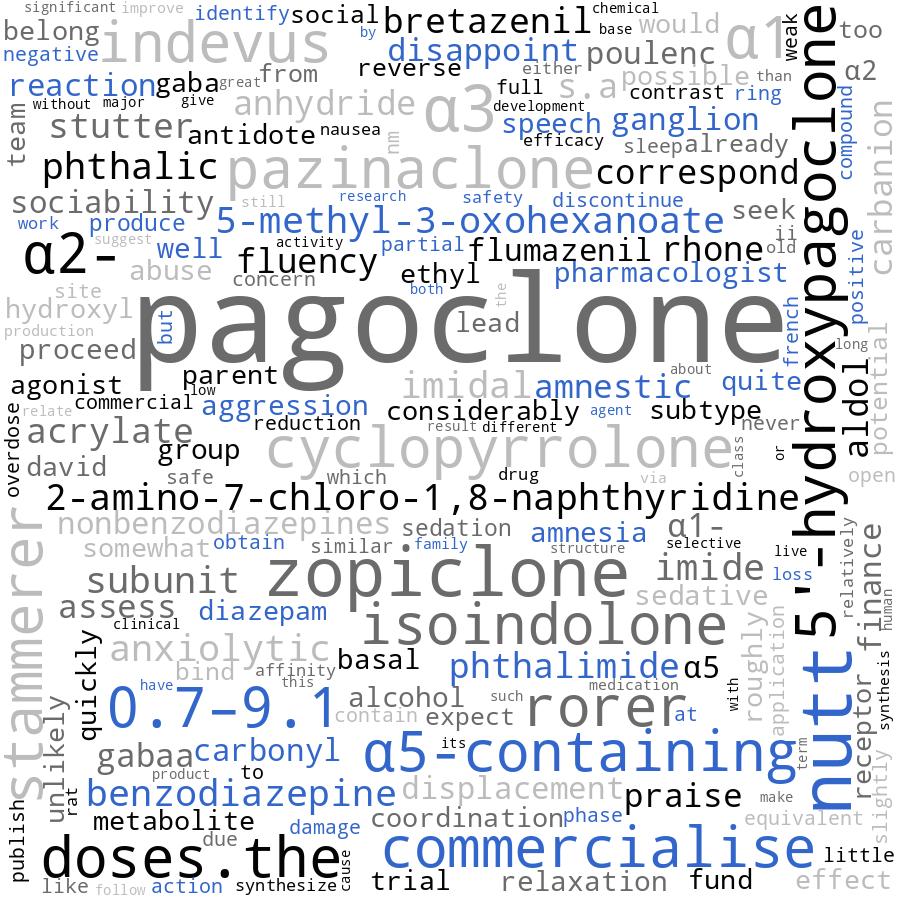 significant improve identify social by bretazenil chemical base would α1 weak pagoclone too
belong indevus negative disappoint poulenc α2
reaction gaba great from reverse either full s.a possible than contrast ring
team without major give anhydride α3 development
stutter antidote nausea nm speech ganglion efficacy sleep already compound carbanion
phthalic pazinaclone correspond
sociability still research safety discontinue seek
work produce 5-methyl-3-oxohexanoate ii
α2- suggest well activity partial flumazenil rhone old positive
fluency abuse concern ethyl pharmacologist
site both the
hydroxyl but pagoclone lead french
production proceed long potential
parent about
agonist low imidal amnestic quite aldol
commercial aggression considerably agent subtype
overdose relate reduction result different never
acrylate group cyclopyrrolone class or
david safe which drug via open
2-amino-7-chloro-1,8-naphthyridine 5'-hydroxypagoclone
nonbenzodiazepines sedation amnesia α1-
somewhat obtain similar family structure selective live relatively finance
stammerer subunit zopiclone imide loss
assess diazepam sedative human
clinical isoindolone
quickly anxiolytic basal roughly application
bind affinity this phthalimide α5 synthesis
have 0.7–9.1 alcohol such rorer medication with nutt receptor
unlikely contain expect at
gabaa carbonyl its α5-containing term
product to slightly
rat benzodiazepine displacement praise make
publish metabolite damage coordination phase equivalent
due doses.the cause commercialise little
like follow action synthesize trial relaxation fund effect